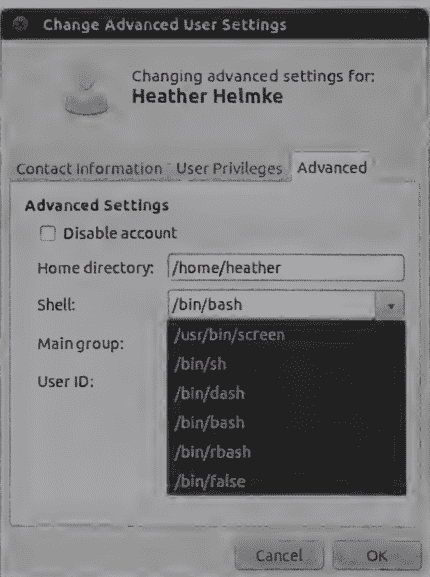 Change Advanced User Settings
Changing advanced settings for:
Heather Helmke
Contact Information User Privileges Advanced
Advanced Settings
Disable account
Home directory: /home/heather
Shell: /bin/bash
/usr/bin/screen
Main group:
/bin/sh
User ID:
/bin/dash
/bin/bash
/bin/rbash
/bin/false
Cancel OK